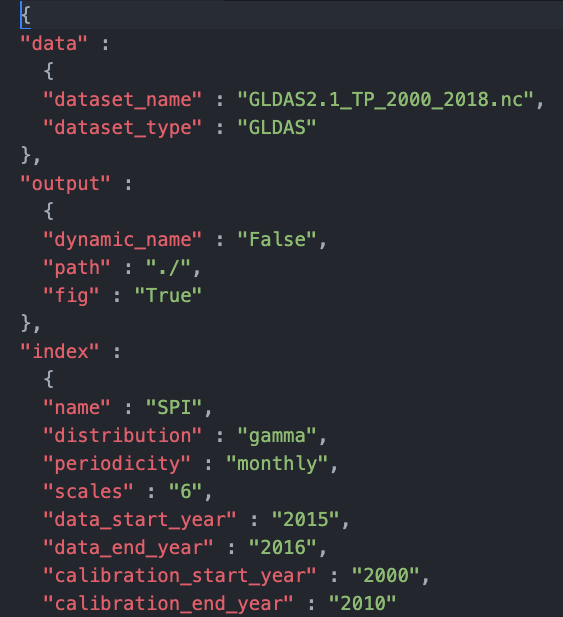 {
"data" :
{
"dataset_name" : "GLDAS2.1_TP_2000_2018.nc",
"dataset_type" : "GLDAS"
},
"output" :
{
"dynamic_name" : "False",
"path" : "./",
"fig" : "True"
},
"index" :
{
"name" : "SPI",
"distribution" : "gamma",
"periodicity" : "monthly",
"scales" : "6",
"data_start_year" : "2015",
"data_end_year" : "2016",
"calibration_start_year" : "2000",
"calibration_end_year" : "2010"